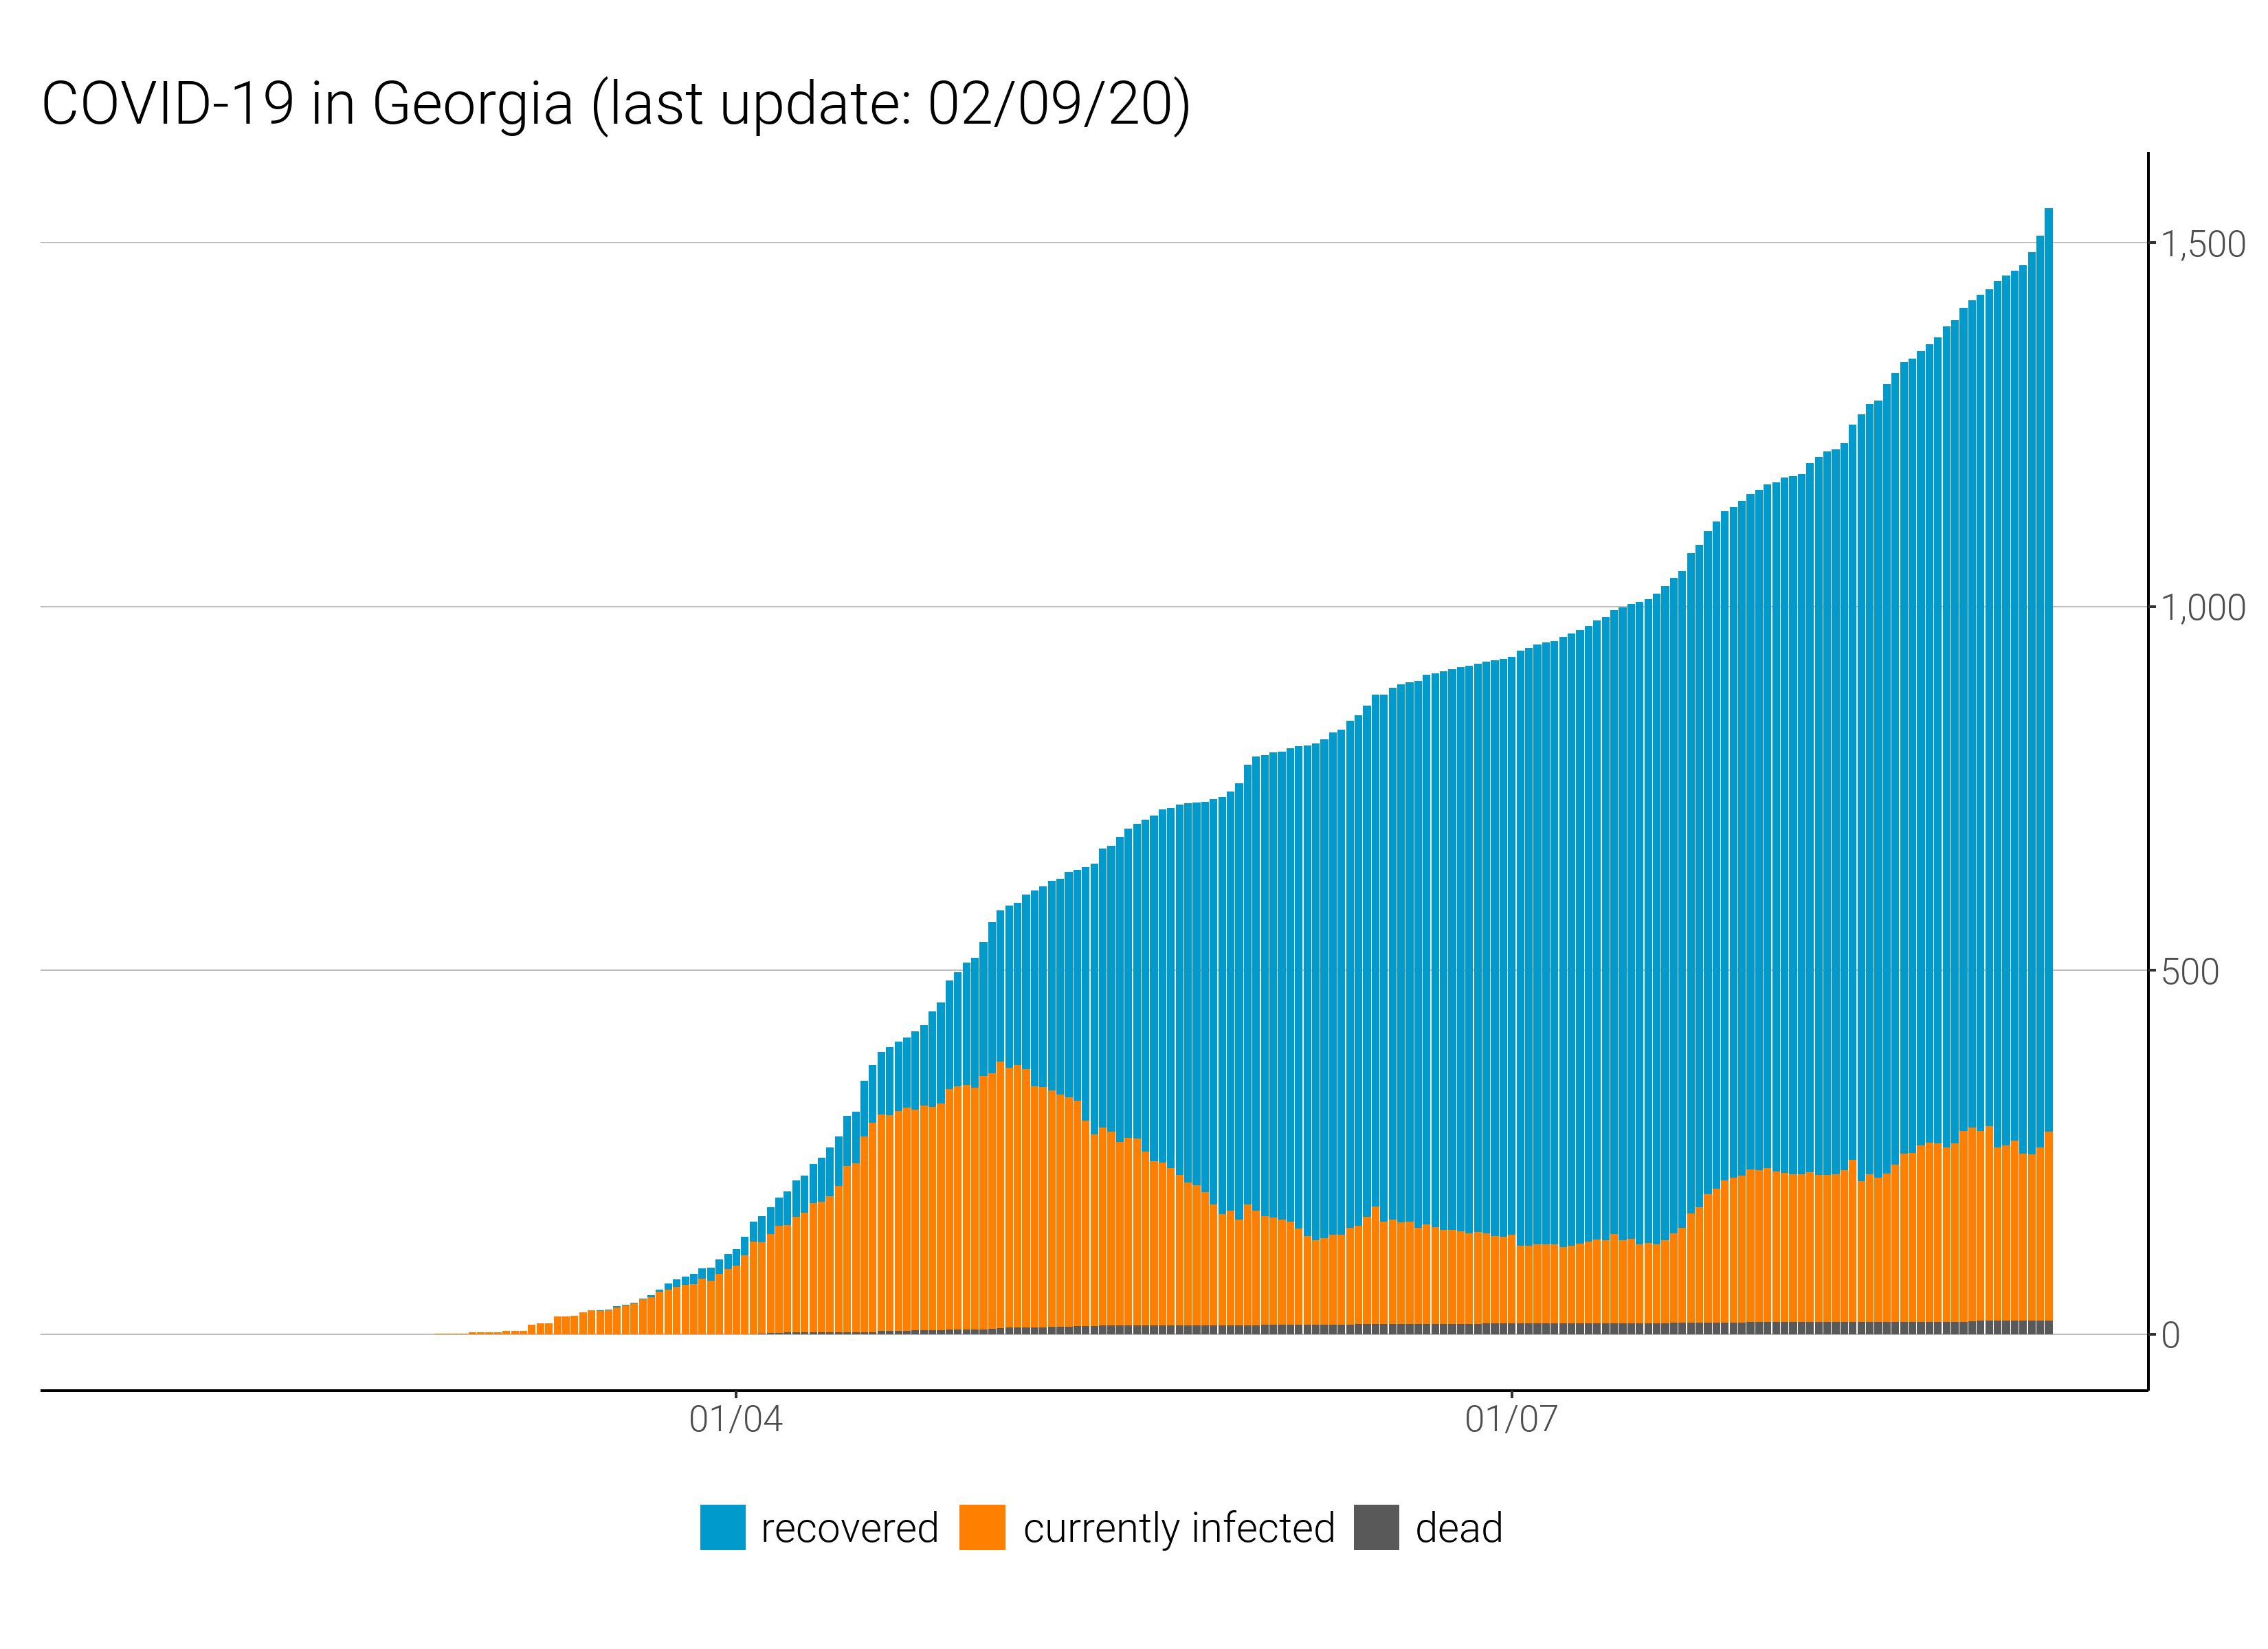 COVID-19 in Georgia (last update: 02/09/20)
1,500
1,000
500
0
01/04 01/07
recovered currently infected dead